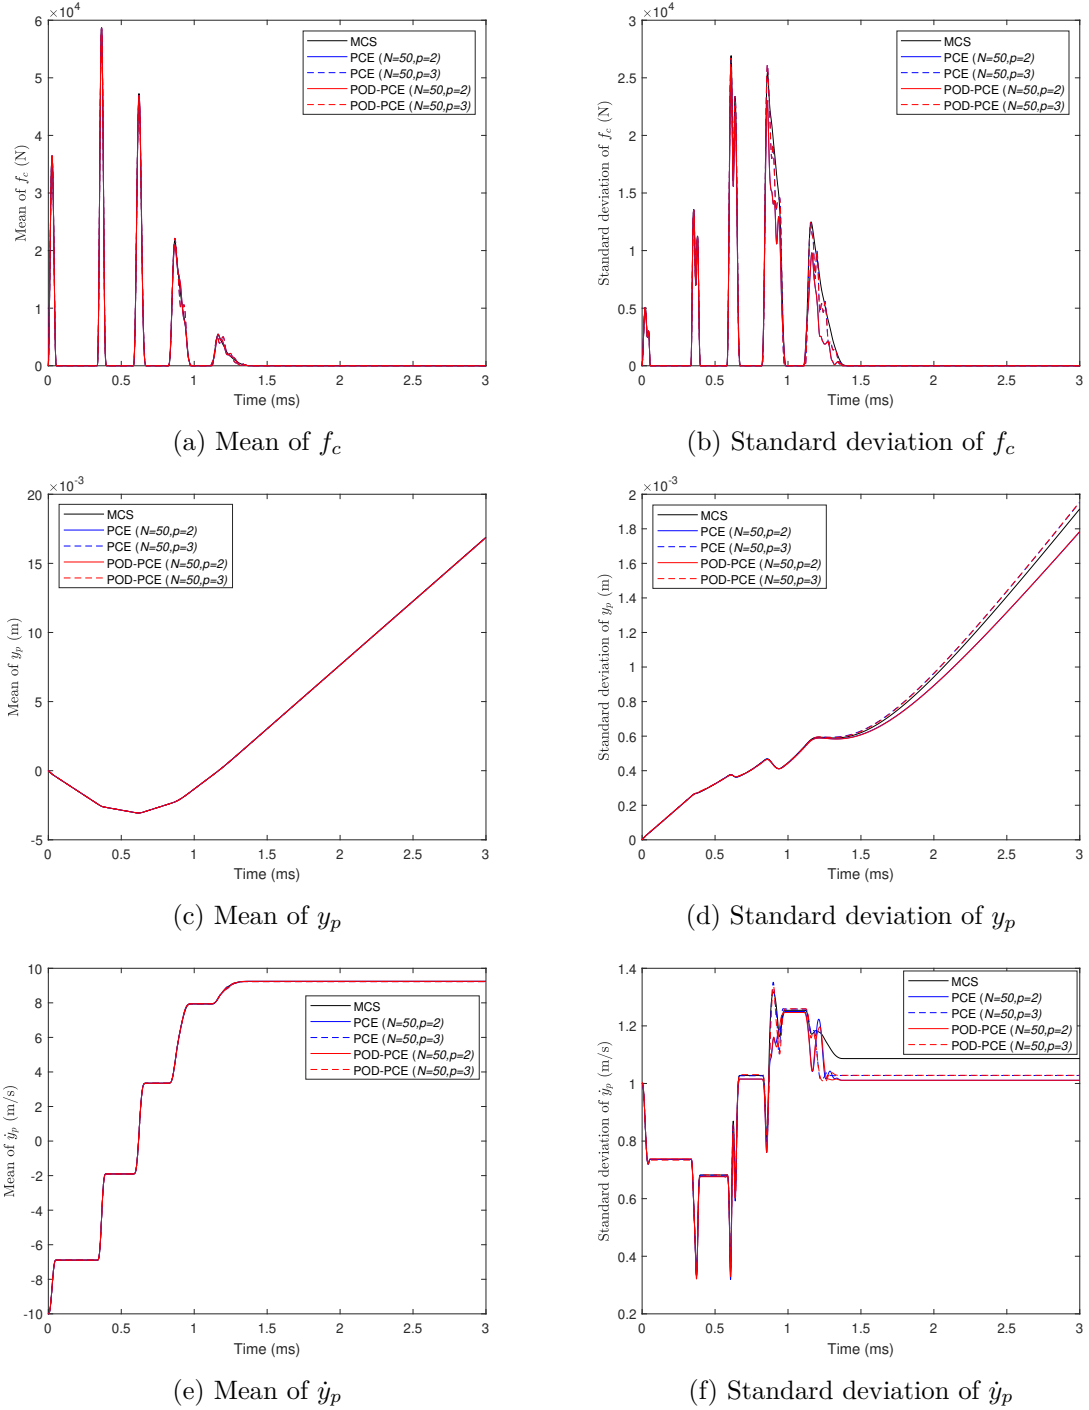 ×10⁴
Mean of f_c (N)
6
5
4
3
2
1
0
0 0.5 1 1.5 2 2.5 3
Time (ms)
MCS
PCE (N=50,p=2)
PCE (N=50,p=3)
POD-PCE (N=50,p=2)
POD-PCE (N=50,p=3)
(a) Mean of f_c
×10⁴
Standard deviation of f_c (N)
3
2.5
2
1.5
1
0.5
0
0 0.5 1 1.5 2 2.5 3
Time (ms)
MCS
PCE (N=50,p=2)
PCE (N=50,p=3)
POD-PCE (N=50,p=2)
POD-PCE (N=50,p=3)
(b) Standard deviation of f_c
×10⁻³
Mean of y_p (m)
20
15
10
5
0
-5
0 0.5 1 1.5 2 2.5 3
Time (ms)
MCS
PCE (N=50,p=2)
PCE (N=50,p=3)
POD-PCE (N=50,p=2)
POD-PCE (N=50,p=3)
(c) Mean of y_p
×10⁻³
Standard deviation of y_p (m)
2
1.8
1.6
1.4
1.2
1
0.8
0.6
0.4
0.2
0
0 0.5 1 1.5 2 2.5 3
Time (ms)
MCS
PCE (N=50,p=2)
PCE (N=50,p=3)
POD-PCE (N=50,p=2)
POD-PCE (N=50,p=3)
(d) Standard deviation of y_p
Mean of ẏ_p (m/s)
10
8
6
4
2
0
-2
-4
-6
-8
-10
0 0.5 1 1.5 2 2.5 3
Time (ms)
MCS
PCE (N=50,p=2)
PCE (N=50,p=3)
POD-PCE (N=50,p=2)
POD-PCE (N=50,p=3)
(e) Mean of ẏ_p
Standard deviation of ẏ_p (m/s)
1.4
1.2
1
0.8
0.6
0.4
0.2
0 0.5 1 1.5 2 2.5 3
Time (ms)
MCS
PCE (N=50,p=2)
PCE (N=50,p=3)
POD-PCE (N=50,p=2)
POD-PCE (N=50,p=3)
(f) Standard deviation of ẏ_p